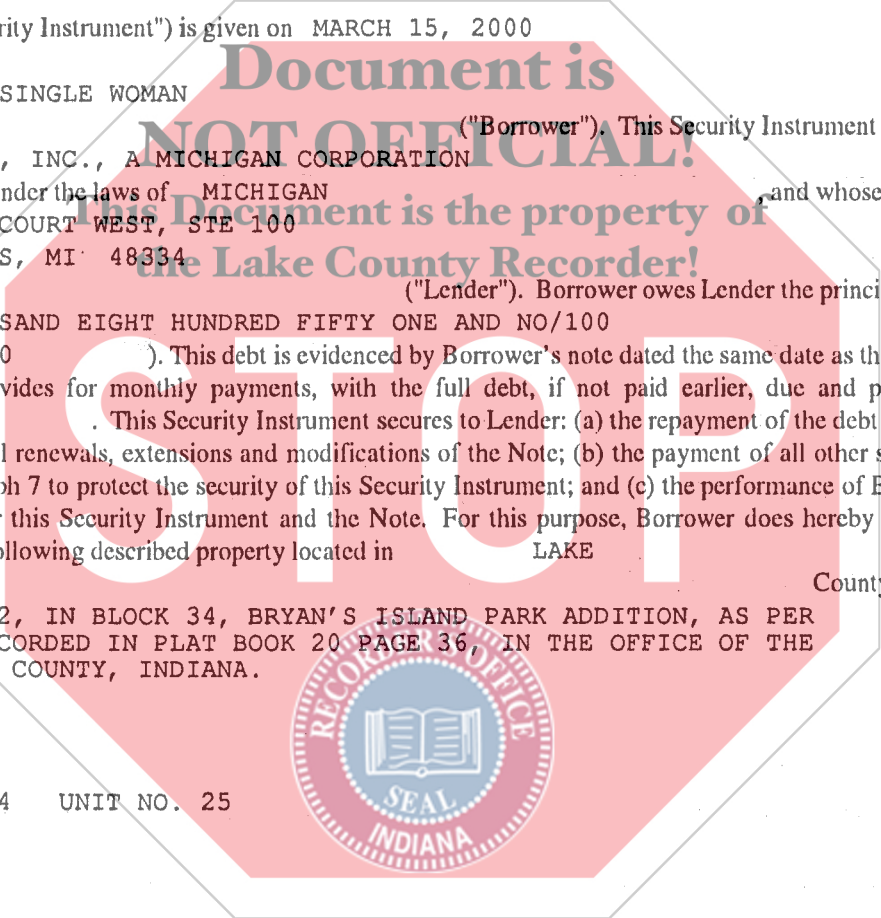 rity Instrument") is given on MARCH 15, 2000
Document is
SINGLE WOMAN
("Borrower"). This Security Instrument
NOT OFFICIAL!
, INC., A MICHIGAN CORPORATION
nder the laws of MICHIGAN , and whose
This Document is the property of
COURT WEST, STE 100
S, MI 48334
the Lake County Recorder!
("Lender"). Borrower owes Lender the princi
SAND EIGHT HUNDRED FIFTY ONE AND NO/100
0 ). This debt is evidenced by Borrower's note dated the same date as th
vides for monthly payments, with the full debt, if not paid earlier, due and p
. This Security Instrument secures to Lender: (a) the repayment of the debt
l renewals, extensions and modifications of the Note; (b) the payment of all other s
ph 7 to protect the security of this Security Instrument; and (c) the performance of B
r this Security Instrument and the Note. For this purpose, Borrower does hereby
ollowing described property located in LAKE
STOP
County
2, IN BLOCK 34, BRYAN'S ISLAND PARK ADDITION, AS PER
CORDED IN PLAT BOOK 20 PAGE 36, IN THE OFFICE OF THE
COUNTY, INDIANA.
RECORDER'S OFFICE
SEAL
INDIANA
4 UNIT NO. 25